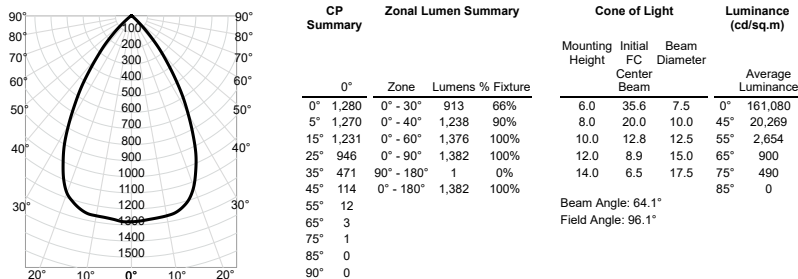 90°
80°
70°
60°
50°
40°
30°
20°
10°
0°
10°
20°
30°
40°
50°
60°
70°
80°
90°
100
200
300
400
500
600
700
800
900
1000
1100
1200
1300
1400
1500
CP Summary
0°
0° 1,280
5° 1,270
15° 1,231
25° 946
35° 471
45° 114
55° 12
65° 3
75° 1
85° 0
90° 0
Zonal Lumen Summary
Zone Lumens % Fixture
0° - 30° 913 66%
0° - 40° 1,238 90%
0° - 60° 1,376 100%
0° - 90° 1,382 100%
90° - 180° 1 0%
0° - 180° 1,382 100%
Cone of Light
Mounting Height Initial FC Center Beam Beam Diameter
6.0 35.6 7.5
8.0 20.0 10.0
10.0 12.8 12.5
12.0 8.9 15.0
14.0 6.5 17.5
Beam Angle: 64.1°
Field Angle: 96.1°
Luminance
(cd/sq.m)
Average
Luminance
0° 161,080
45° 20,269
55° 2,654
65° 900
75° 490
85° 0